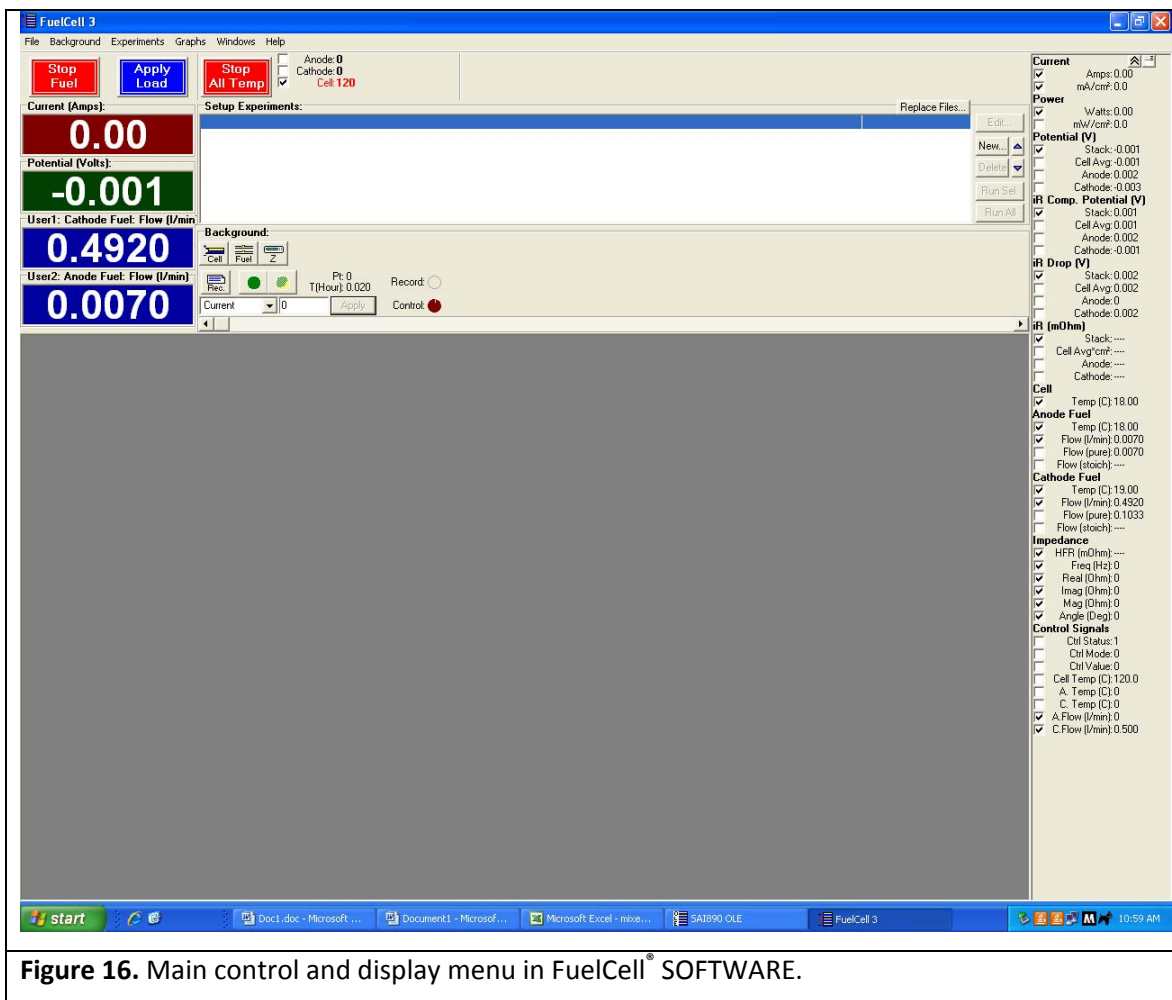 FuelCell 3
File Background Experiments Graphs Windows Help
Stop Fuel
Apply Load
Stop All Temp
Anode: 0
Cathode: 0
Cell: 120
Current (Amps):
0.00
Potential (Volts):
-0.001
User1: Cathode Fuel: Flow (l/min
0.4920
User2: Anode Fuel: Flow (l/min)
0.0070
Setup Experiments:
Replace Files...
Edit...
New...
Delete
Run Sel.
Run All
Background:
Cell
Fuel
Z
Rec.
Pt: 0
T(Hour): 0.020
Record:
Current
0
Apply
Control:
Current
Amps: 0.00
mA/cm²: 0.0
Power
Watts: 0.00
mW/cm²: 0.0
Potential (V)
Stack: -0.001
Cell Avg: -0.001
Anode: 0.002
Cathode: -0.003
iR Comp. Potential (V)
Stack: 0.001
Cell Avg: 0.001
Anode: 0.002
Cathode: -0.001
iR Drop (V)
Stack: 0.002
Cell Avg: 0.002
Anode: 0
Cathode: 0.002
iR (mOhm)
Stack: ----
Cell Avg*cm²: ----
Anode: ----
Cathode: ----
Cell
Temp (C): 18.00
Anode Fuel
Temp (C): 18.00
Flow (l/min): 0.0070
Flow (pure): 0.0070
Flow (stoich): ----
Cathode Fuel
Temp (C): 19.00
Flow (l/min): 0.4920
Flow (pure): 0.1033
Flow (stoich): ----
Impedance
HFR (mOhm): ----
Freq (Hz): 0
Real (Ohm): 0
Imag (Ohm): 0
Mag (Ohm): 0
Angle (Deg): 0
Control Signals
Ctrl Status: 1
Ctrl Mode: 0
Ctrl Value: 0
Cell Temp (C): 120.0
A. Temp (C): 0
C. Temp (C): 0
A.Flow (l/min): 0
C.Flow (l/min): 0.500
start
Doc1.doc - Microsoft ...
Document1 - Microsof...
Microsoft Excel - mixe...
SAI890 OLE
FuelCell 3
10:59 AM
Figure 16. Main control and display menu in FuelCell® SOFTWARE.